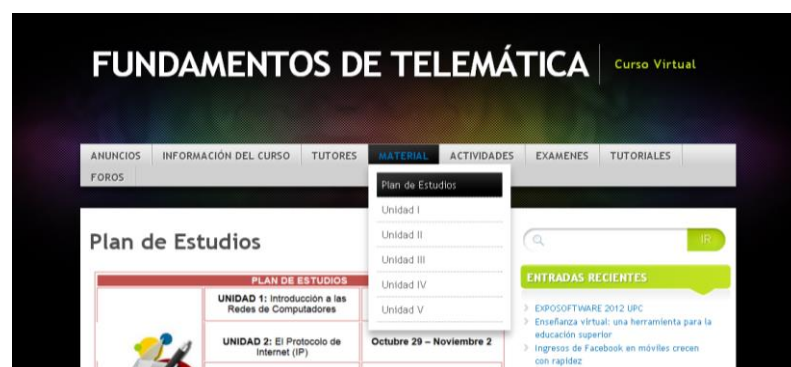 FUNDAMENTOS DE TELEMÁTICA
Curso Virtual
ANUNCIOS INFORMACIÓN DEL CURSO TUTORES MATERIAL ACTIVIDADES EXAMENES TUTORIALES
FOROS
Plan de Estudios
Unidad I
Unidad II
Unidad III
Unidad IV
Unidad V
Plan de Estudios
PLAN DE ESTUDIOS
UNIDAD 1: Introducción a las
Redes de Computadores
UNIDAD 2: El Protocolo de
Internet (IP)
Octubre 29 – Noviembre 2
IR
ENTRADAS RECIENTES
EXPOSOFTWARE 2012 UPC
Enseñanza virtual: una herramienta para la
educación superior
Ingresos de Facebook en móviles crecen
con rapidez